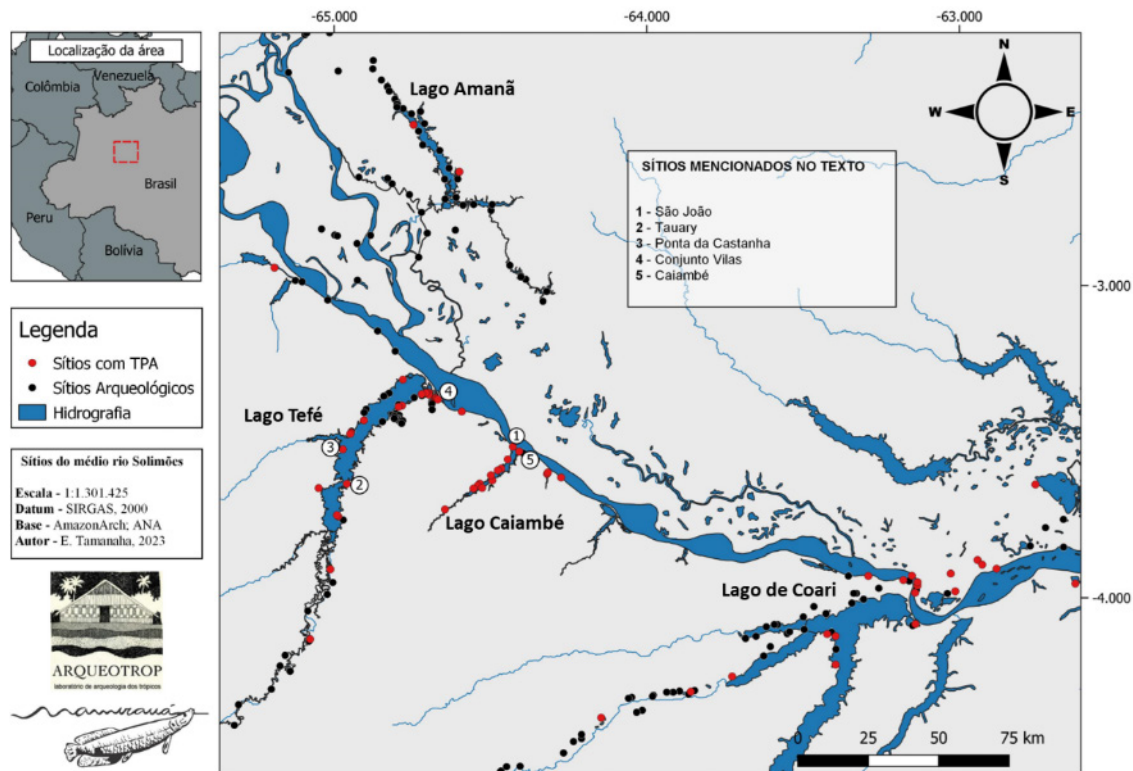 Localização da área
Colômbia
Venezuela
Brasil
Peru
Bolívia
Legenda
Sítios com TPA
Sítios Arqueológicos
Hidrografia
Sítios do médio rio Solimões
Escala - 1:1.301.425
Datum - SIRGAS, 2000
Base - AmazonArch; ANA
Autor - E. Tamanaha, 2023
ARQUEOTROP
laboratório de arqueologia dos trópicos
mamirauá
-65.000
-64.000
-63.000
Lago Amanã
N
W
E
S
SÍTIOS MENCIONADOS NO TEXTO
1 - São João
2 - Tauary
3 - Ponta da Castanha
4 - Conjunto Vilas
5 - Caiambé
-3.000
4
Lago Tefé
1
3
5
2
Lago Caiambé
Lago de Coari
-4.000
0 25 50 75 km